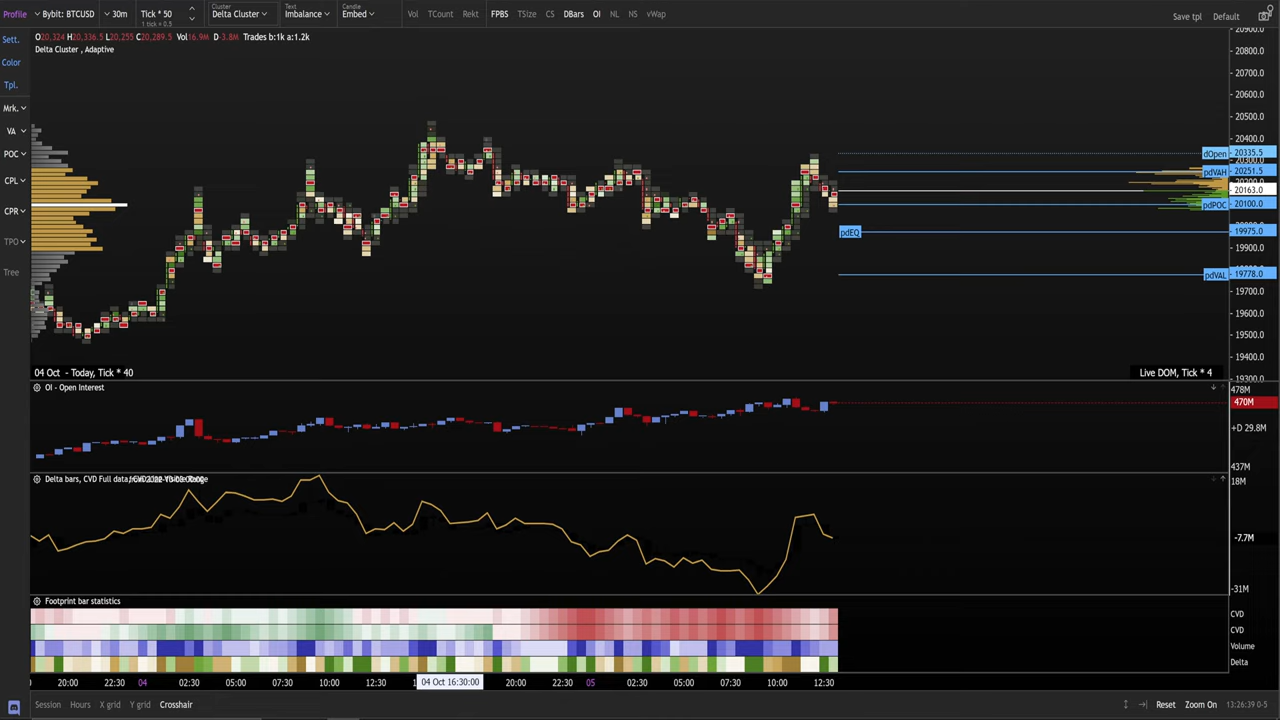 Profile Bybit: BTCUSD 30m Tick * 50 Cluster Delta Cluster Text Imbalance Candle Embed Vol TCount Rekt FPBS TSize CS DBars OI NL NS vWap Save tpl Default
1 tick = 0.5
Sett.
Color
Tpl.
Mrk.
VA
POC
CPL
CPR
TPO
Tree
O20,324 H20,336.5 L20,255 C20,289.5 Vol16.9M D-3.8M Trades b:1k a:1.2k
Delta Cluster , Adaptive
20900.0
20800.0
20700.0
20600.0
20500.0
20400.0
dOpen 20335.5
20300.0
pdVAH 20251.5
20163.0
pdPOC 20100.0
pdEQ 19975.0
19900.0
pdVAL 19778.0
19700.0
19600.0
19500.0
19400.0
19300.0
04 Oct - Today, Tick * 40
Live DOM, Tick * 4
OI - Open Interest
478M
470M
+D 29.8M
437M
Delta bars, CVD Full data,
18M
-7.7M
-31M
Footprint bar statistics
CVD
CVD
Volume
Delta
20:00 22:30 04 02:30 05:00 07:30 10:00 12:30 04 Oct 16:30:00 20:00 22:30 05 02:30 05:00 07:30 10:00 12:30
Session Hours X grid Y grid Crosshair Reset Zoom On 13:26:39 0-5